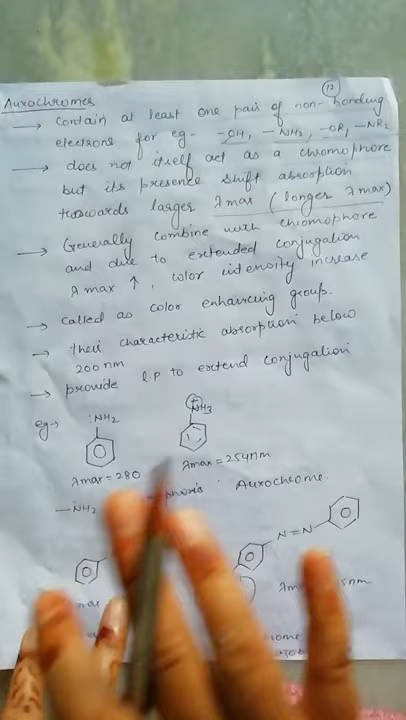 12
Auxochromes
→ Contain at least one pair of non-bonding
electrons for eg- -OH, -NH2, -OR, -NR2
→ does not itself act as a chromophore
but its presence shift absorption
towards larger λmax (longer λmax)
→ Generally combine with chromophore
and due to extended conjugation
λmax ↑, color intensity increase
→ Called as color enhancing group.
→ Their characteristic absorption below
200nm
→ provide l.p to extend conjugation
eg→ :NH2 NH3
λmax = 280 λmax = 254nm
-NH2 Auxochrome.
N=N